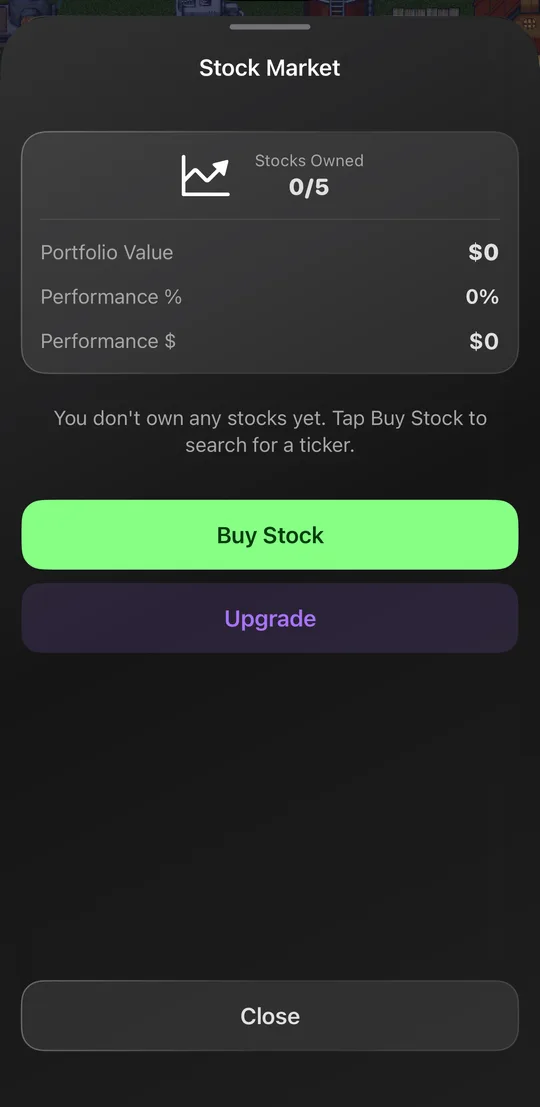 Stock Market
Stocks Owned
0/5
Portfolio Value $0
Performance % 0%
Performance $ $0
You don't own any stocks yet. Tap Buy Stock to
search for a ticker.
Buy Stock
Upgrade
Close